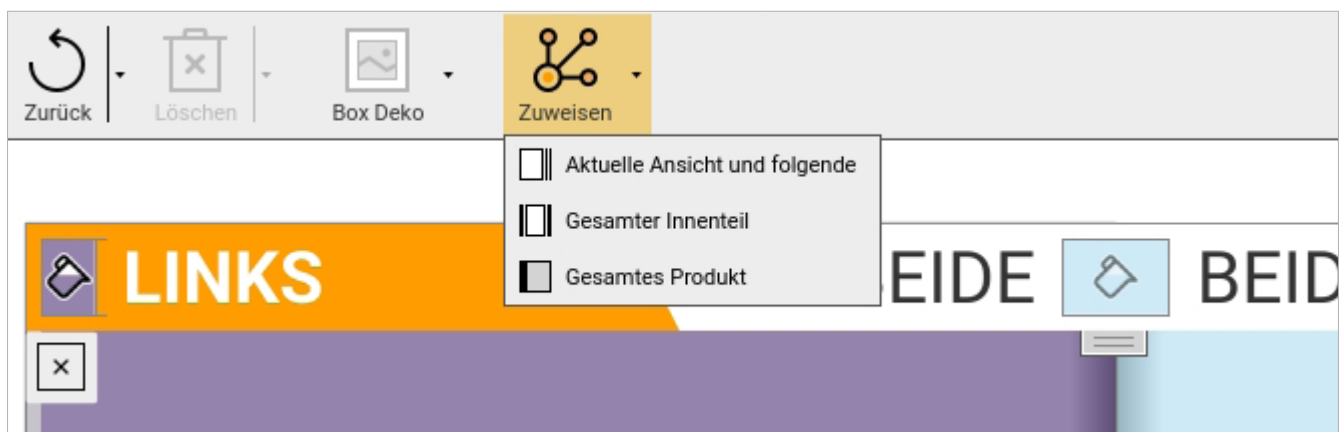 Zurück
Löschen
Box Deko
Zuweisen
Aktuelle Ansicht und folgende
Gesamter Innenteil
Gesamtes Produkt
LINKS
EIDE
BEID